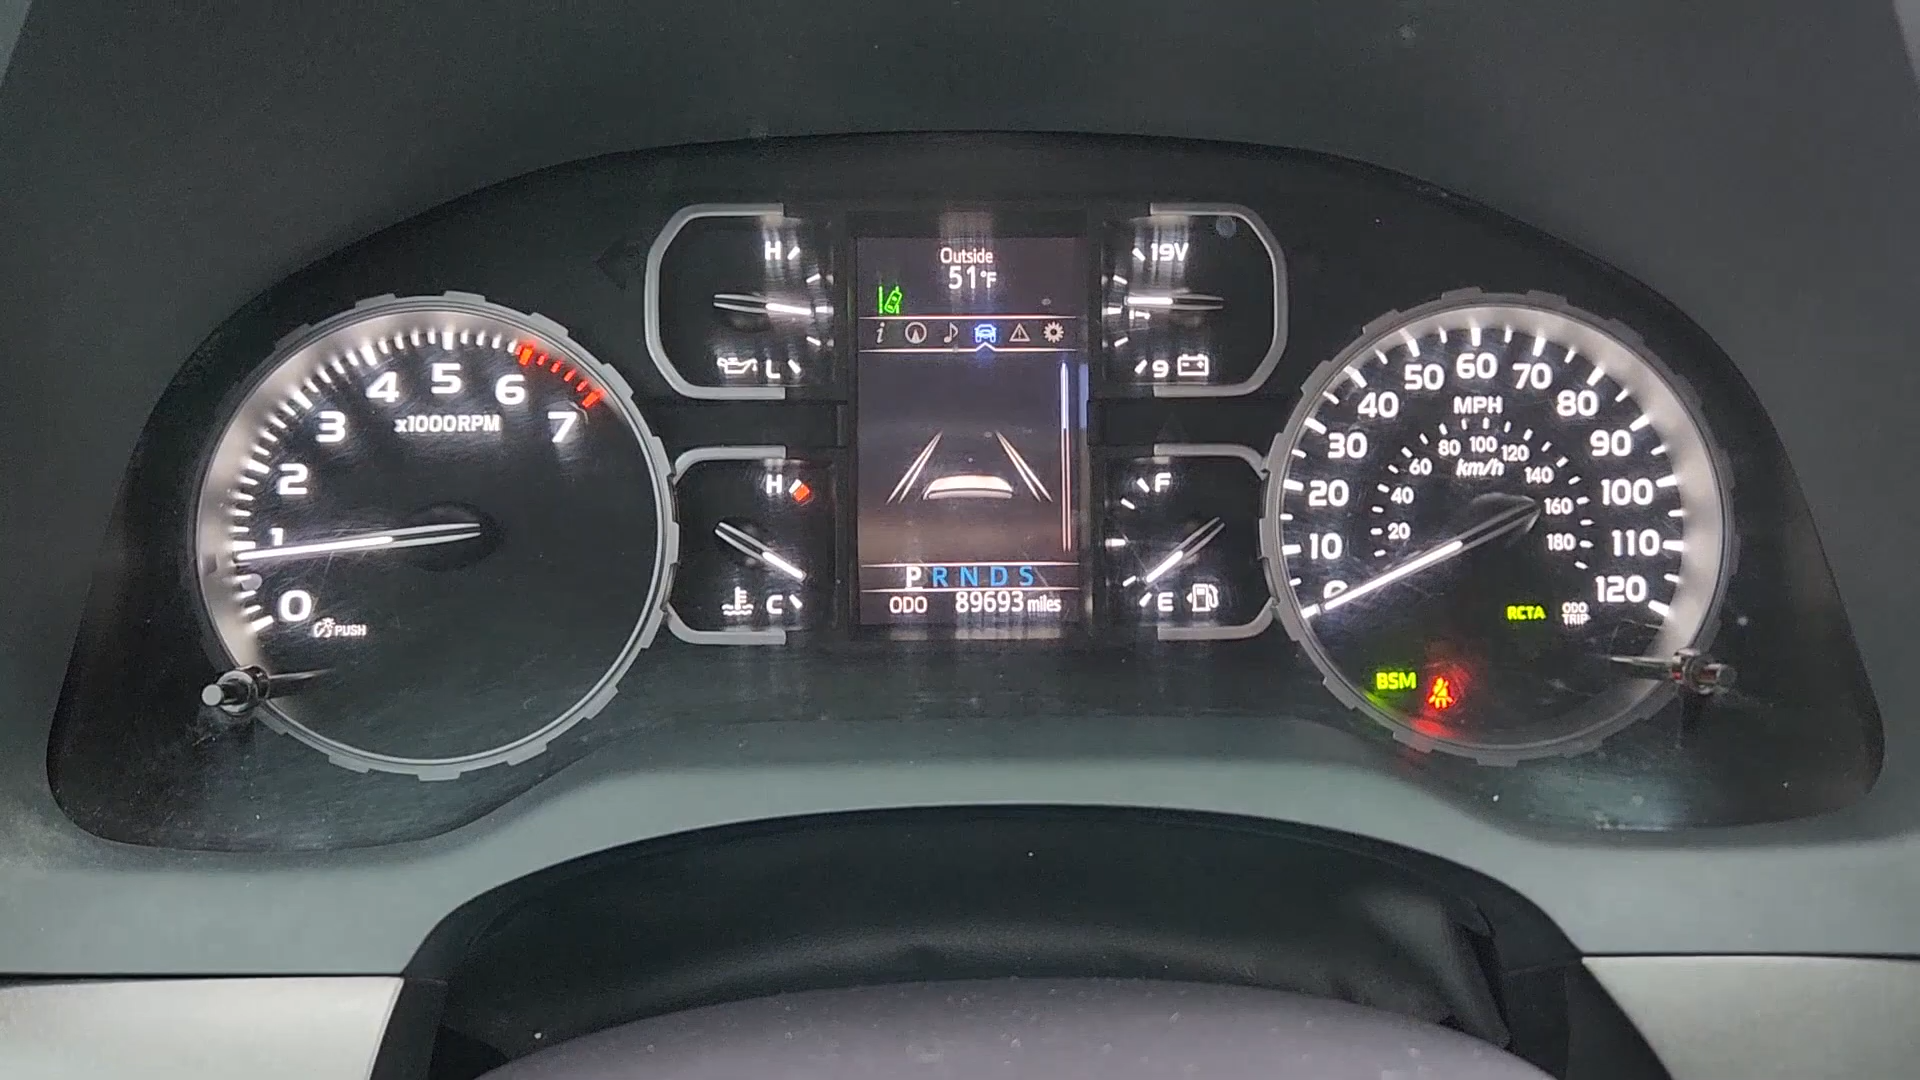 0
1
2
3
4
5
6
7
x1000RPM
PUSH
H
L
H
C
Outside
51°F
i
P R N D S
ODO 89693 miles
19V
9
F
E
0
10
20
30
40
50
60
70
80
90
100
110
120
MPH
20
40
60
80
100
120
140
160
180
km/h
RCTA
ODO
TRIP
BSM